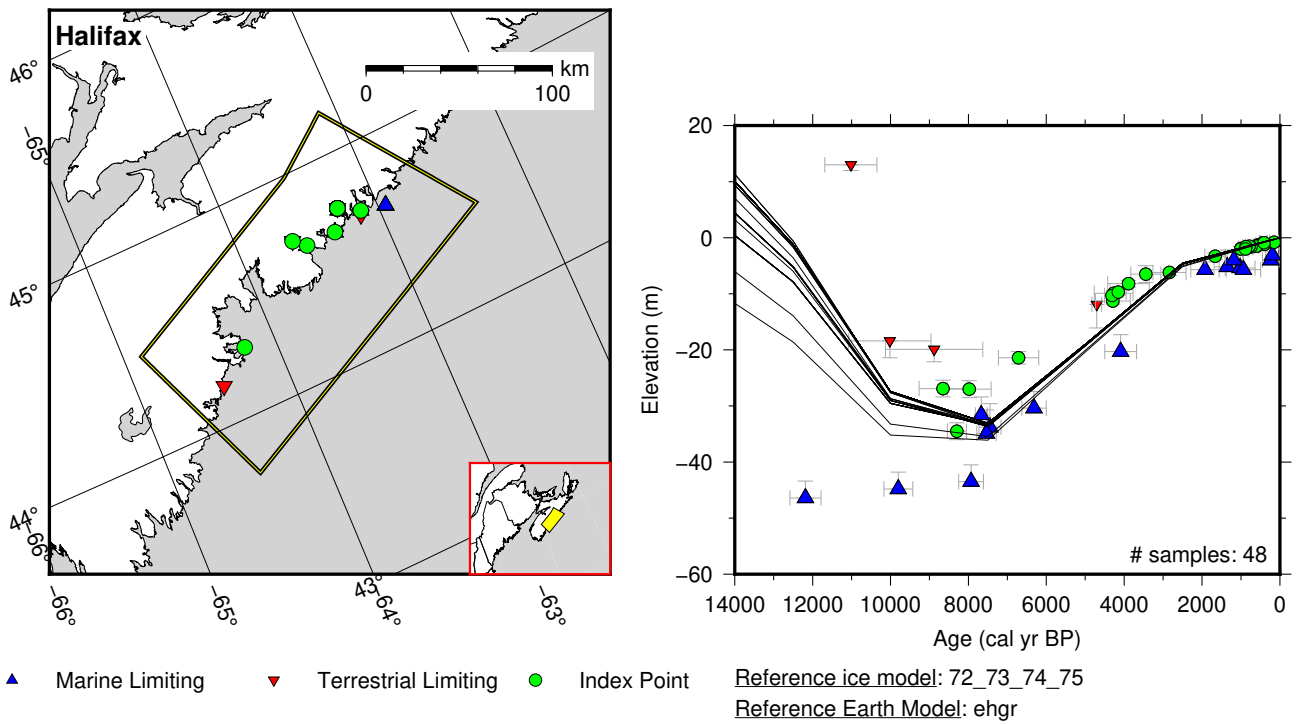 Halifax
km
0 100
46°
−65°
45°
44°
−66°
−66°
−65°
43°
−64°
−63°
20
0
−20
−40
−60
Elevation (m)
# samples: 48
14000 12000 10000 8000 6000 4000 2000 0
Age (cal yr BP)
Marine Limiting Terrestrial Limiting Index Point
Reference ice model: 72_73_74_75
Reference Earth Model: ehgr